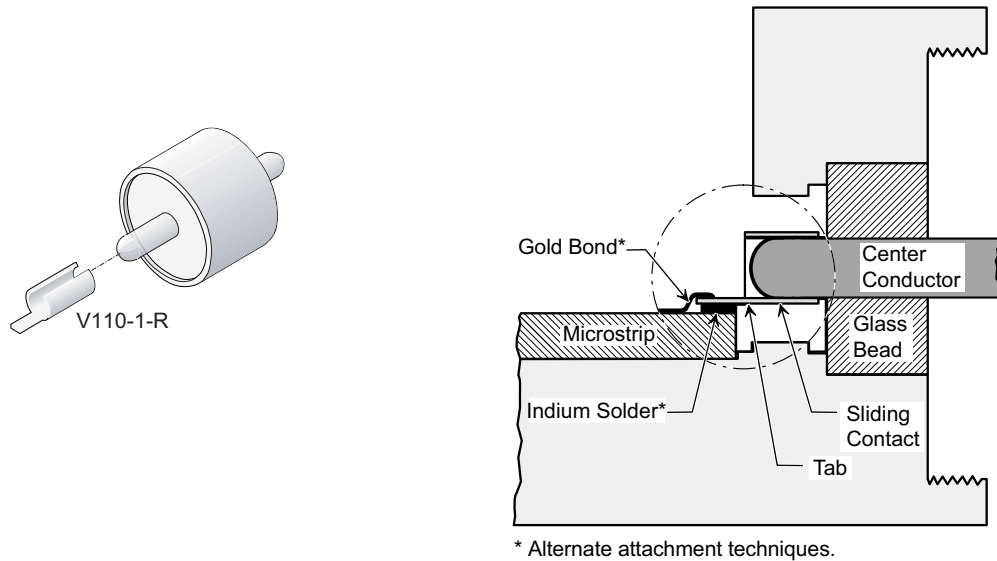 V110-1-R
Gold Bond*
Center
Conductor
Microstrip
Glass
Bead
Indium Solder*
Sliding
Contact
Tab
* Alternate attachment techniques.